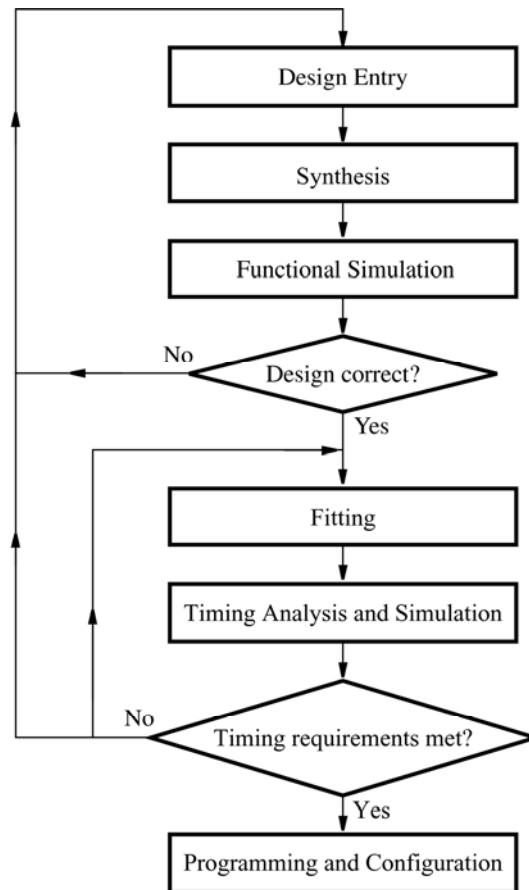 Design Entry
Synthesis
Functional Simulation
No
Design correct?
Yes
Fitting
Timing Analysis and Simulation
No
Timing requirements met?
Yes
Programming and Configuration